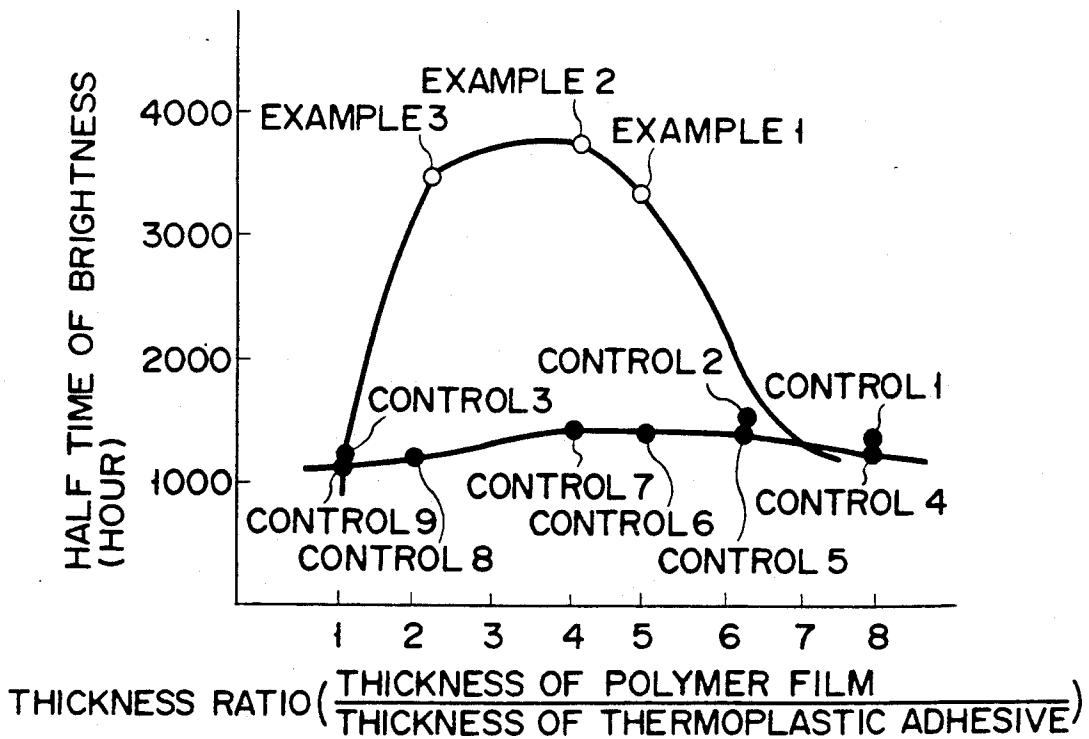 HALF TIME OF BRIGHTNESS
(HOUR)
4000
3000
2000
1000
EXAMPLE 2
EXAMPLE 3
EXAMPLE 1
CONTROL 2
CONTROL 1
CONTROL 3
CONTROL 7
CONTROL 4
CONTROL 9
CONTROL 6
CONTROL 8
CONTROL 5
1 2 3 4 5 6 7 8
THICKNESS RATIO (THICKNESS OF POLYMER FILM
THICKNESS OF THERMOPLASTIC ADHESIVE)